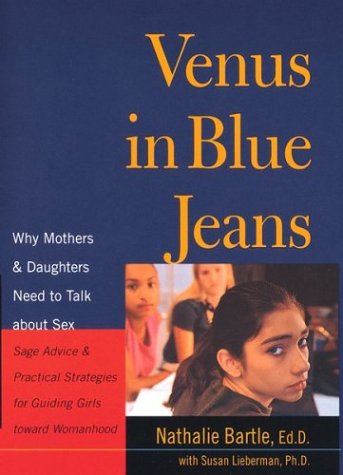 Venus
in Blue
Jeans
Why Mothers
& Daughters
Need to Talk
about Sex
Sage Advice &
Practical Strategies
for Guiding Girls
toward Womanhood
Nathalie Bartle, Ed.D.
with Susan Lieberman, Ph.D.